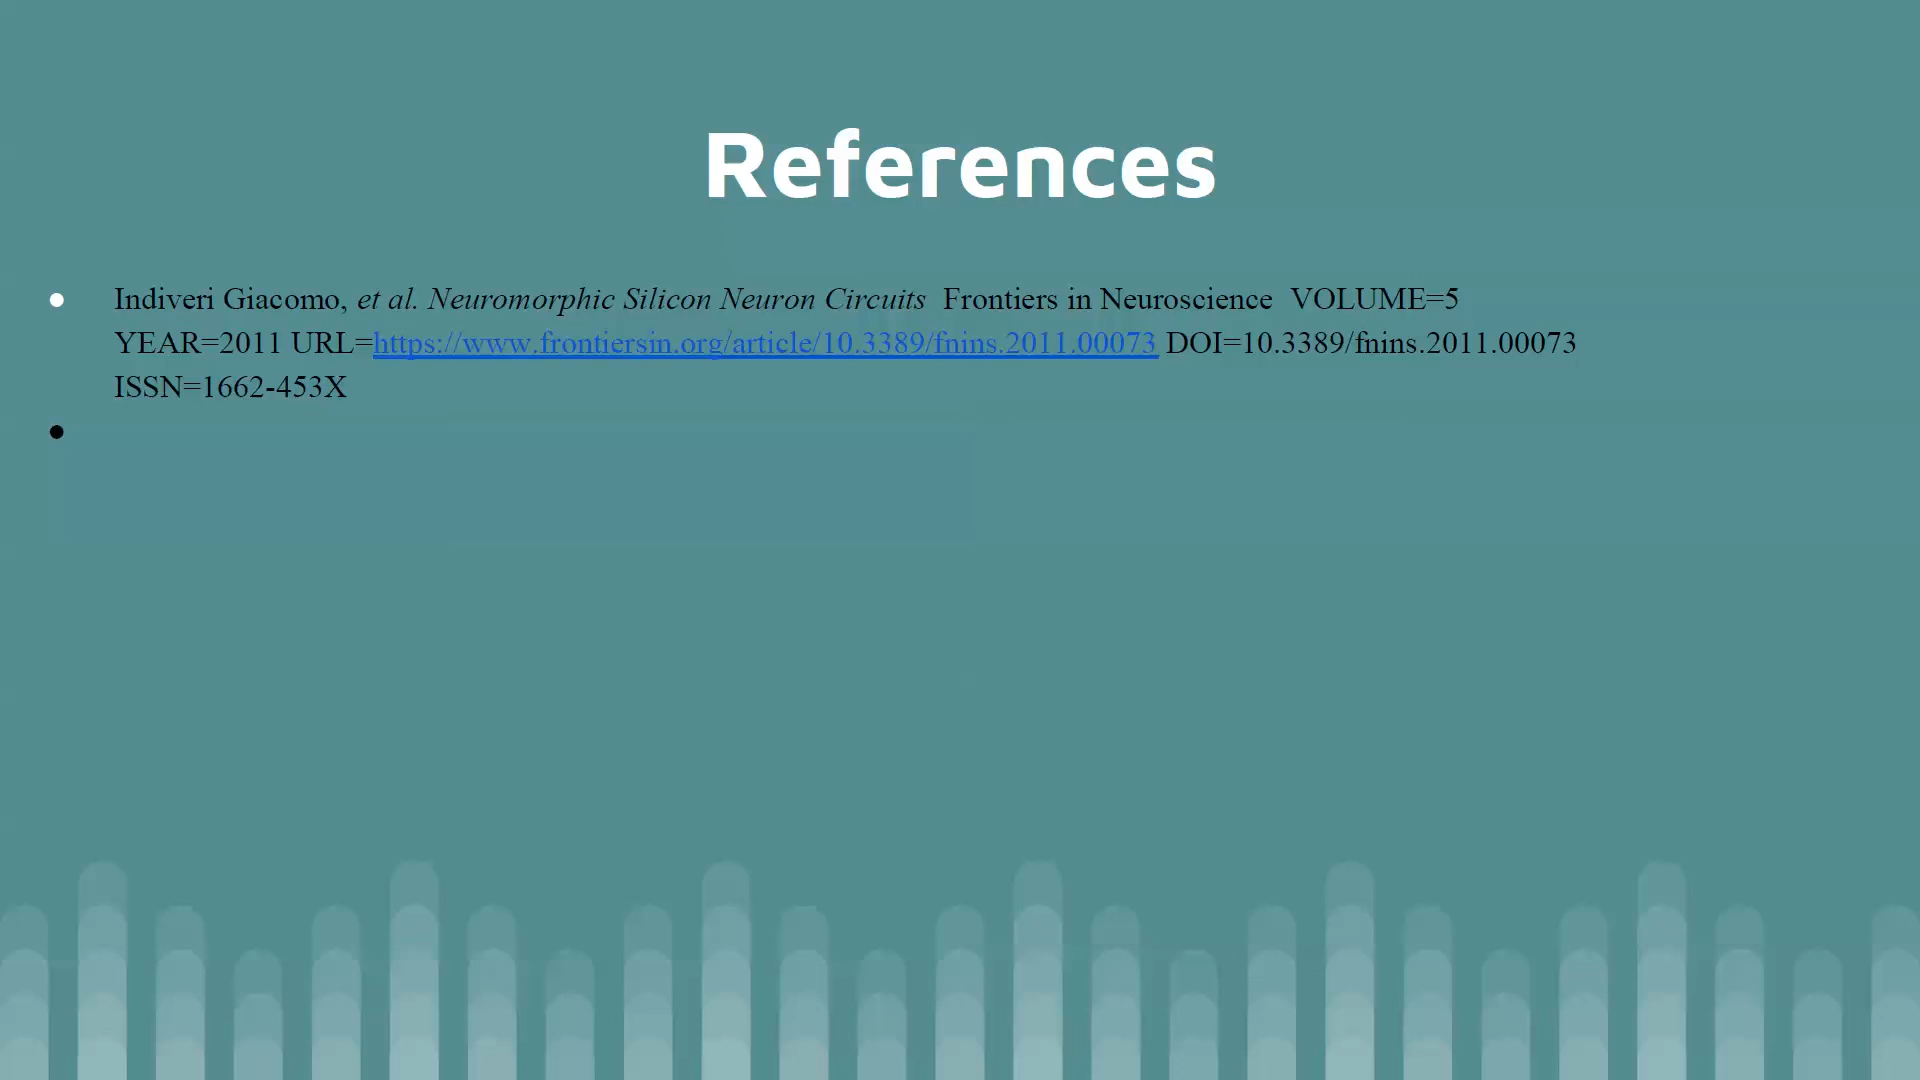 References
● Indiveri Giacomo, et al. Neuromorphic Silicon Neuron Circuits  Frontiers in Neuroscience  VOLUME=5
YEAR=2011 URL=https://www.frontiersin.org/article/10.3389/fnins.2011.00073 DOI=10.3389/fnins.2011.00073
ISSN=1662-453X
●